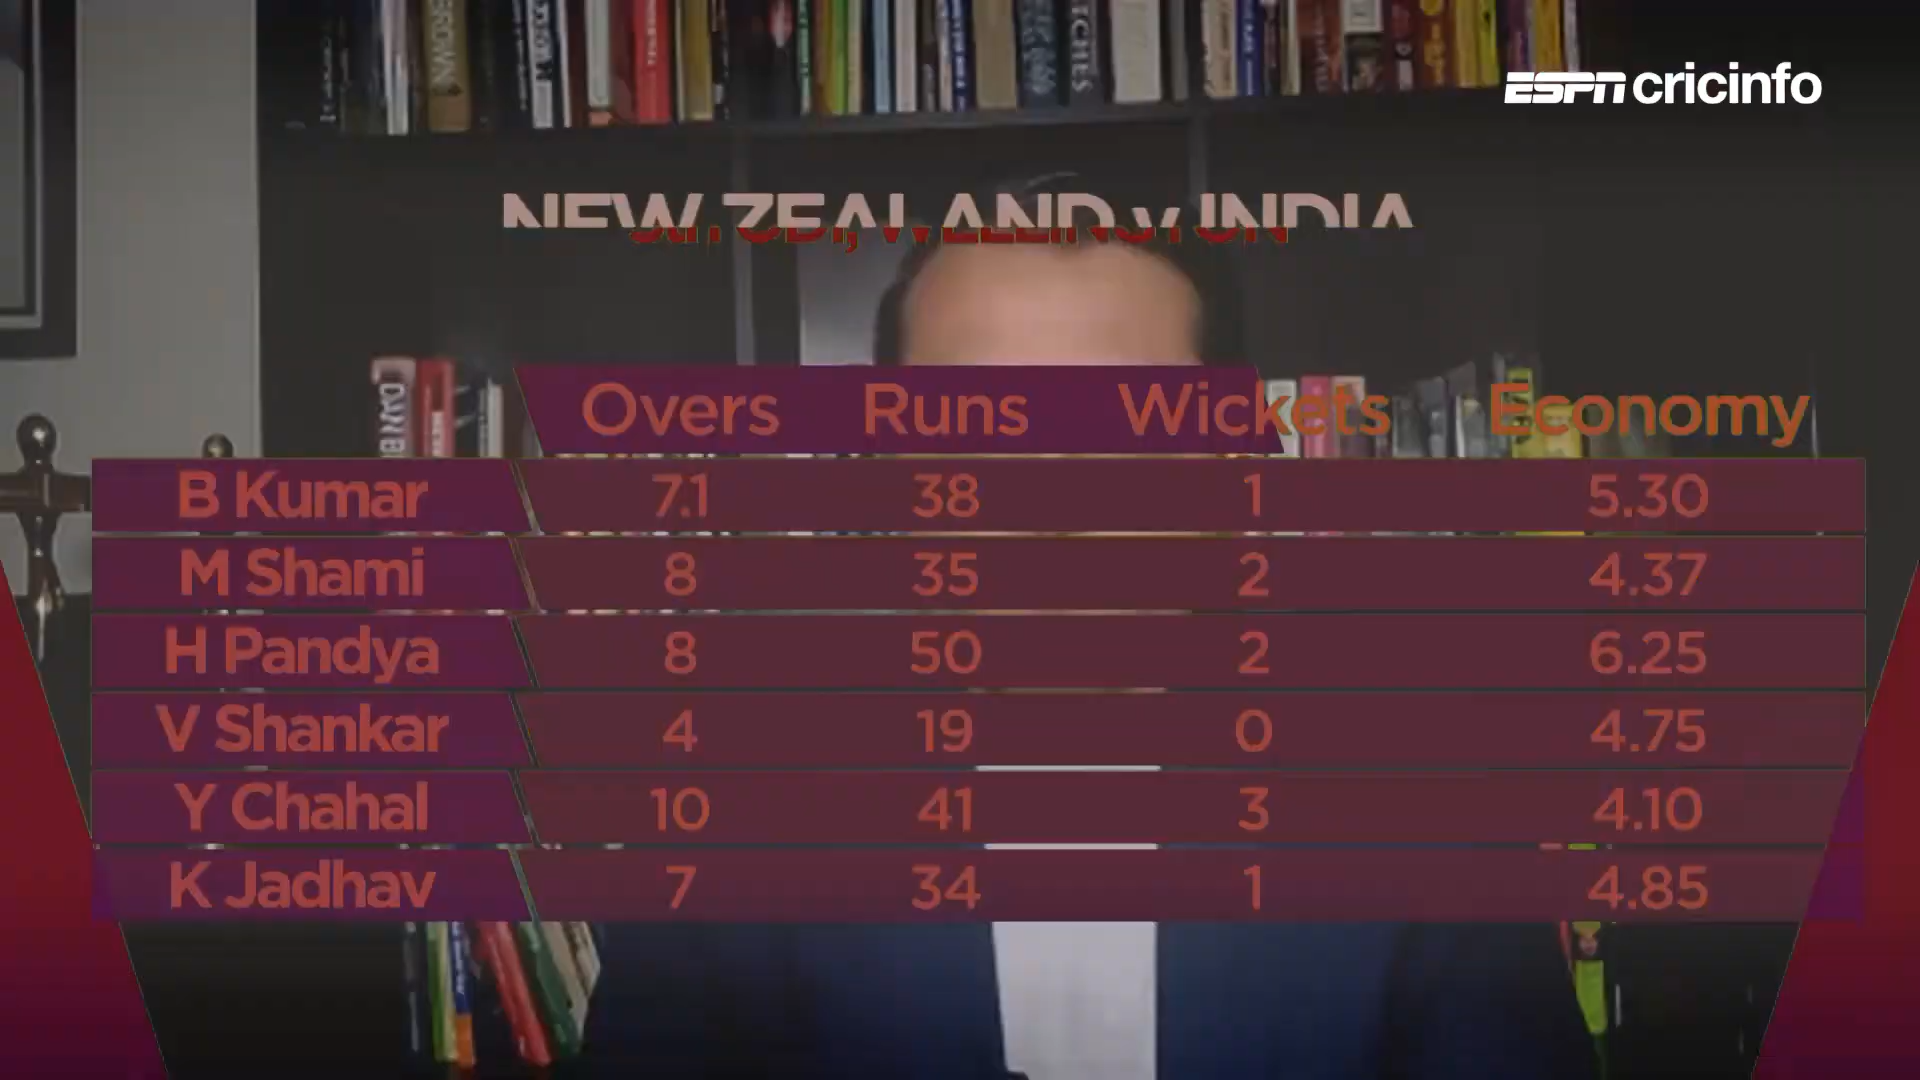 ESPN cricinfo
NEW ZEALAND v INDIA
Overs Runs Wickets Economy
B Kumar 7.1 38 1 5.30
M Shami 8 35 2 4.37
H Pandya 8 50 2 6.25
V Shankar 4 19 0 4.75
Y Chahal 10 41 3 4.10
K Jadhav 7 34 1 4.85